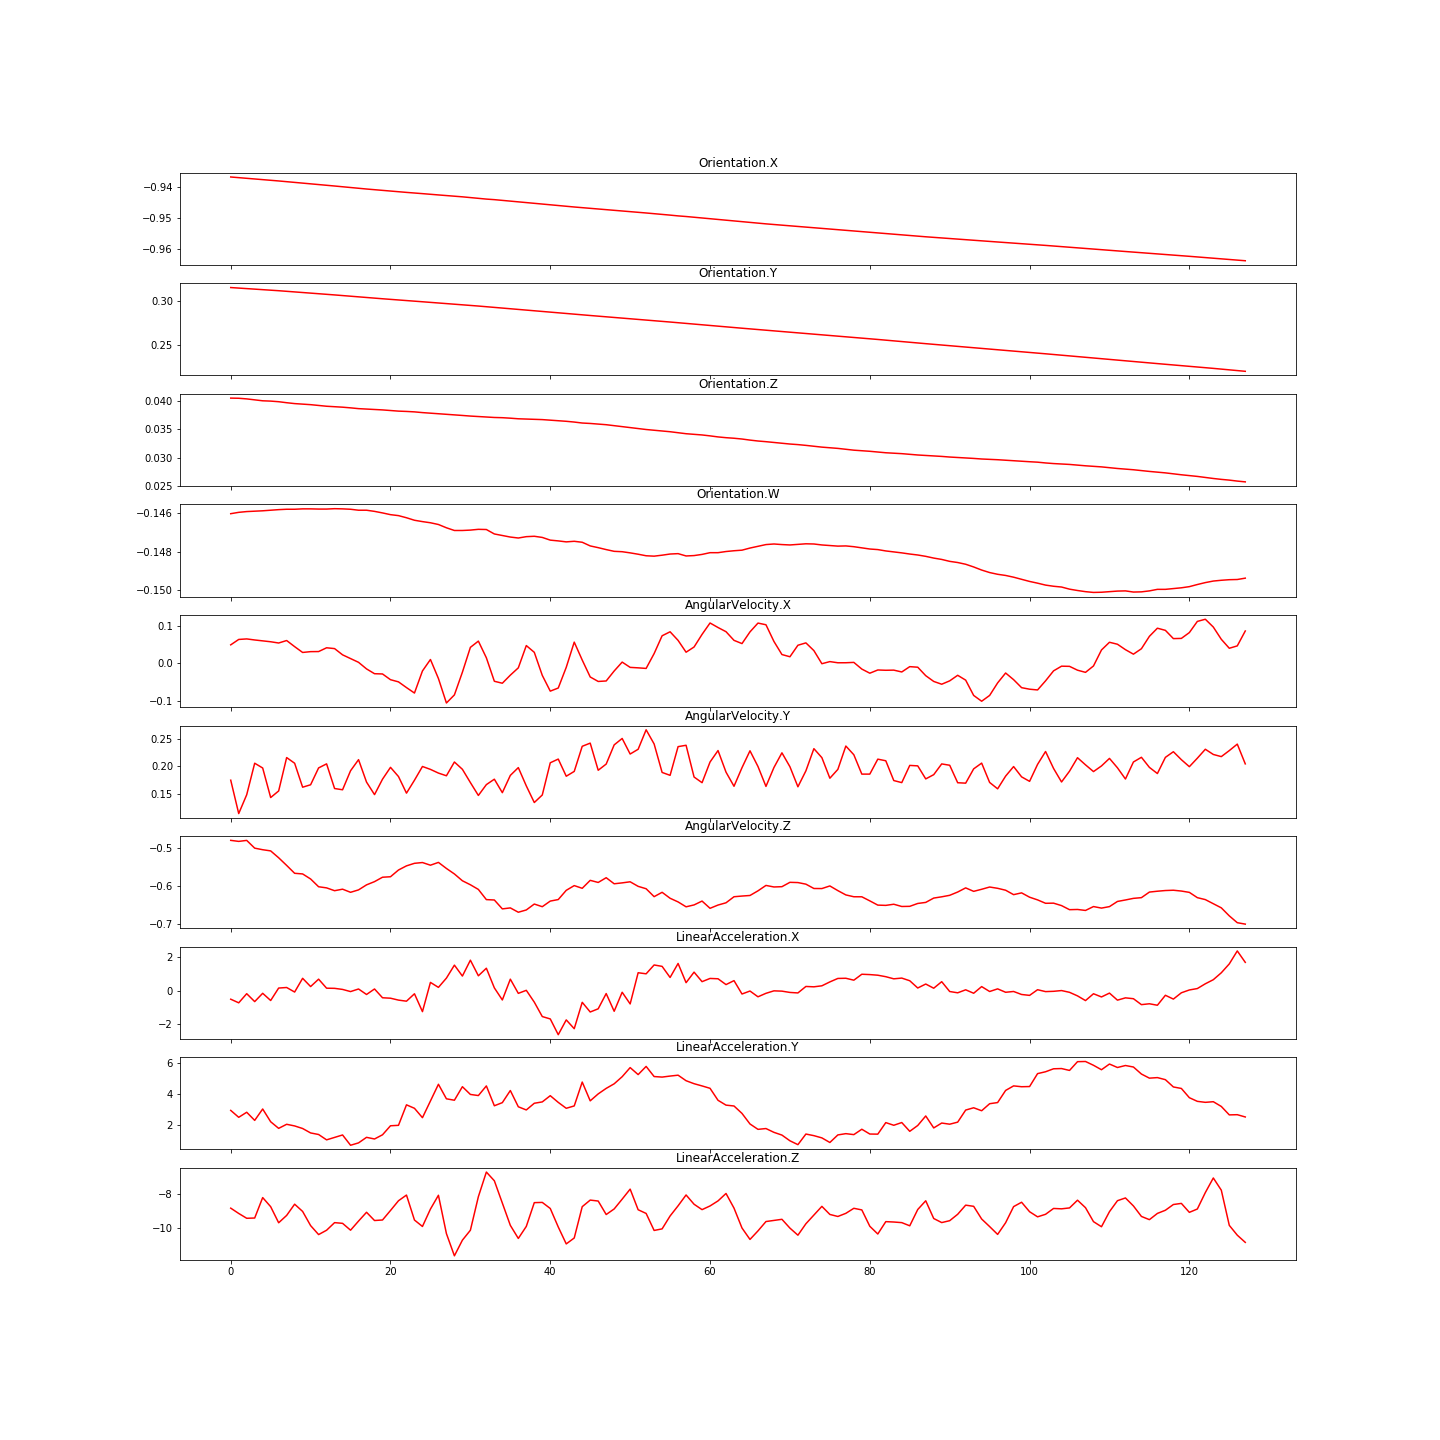 Orientation.X
−0.94
−0.95
−0.96
Orientation.Y
0.30
0.25
Orientation.Z
0.040
0.035
0.030
0.025
Orientation.W
−0.146
−0.148
−0.150
AngularVelocity.X
0.1
0.0
−0.1
AngularVelocity.Y
0.25
0.20
0.15
AngularVelocity.Z
−0.5
−0.6
−0.7
LinearAcceleration.X
2
0
−2
LinearAcceleration.Y
6
4
2
LinearAcceleration.Z
−8
−10
0 20 40 60 80 100 120